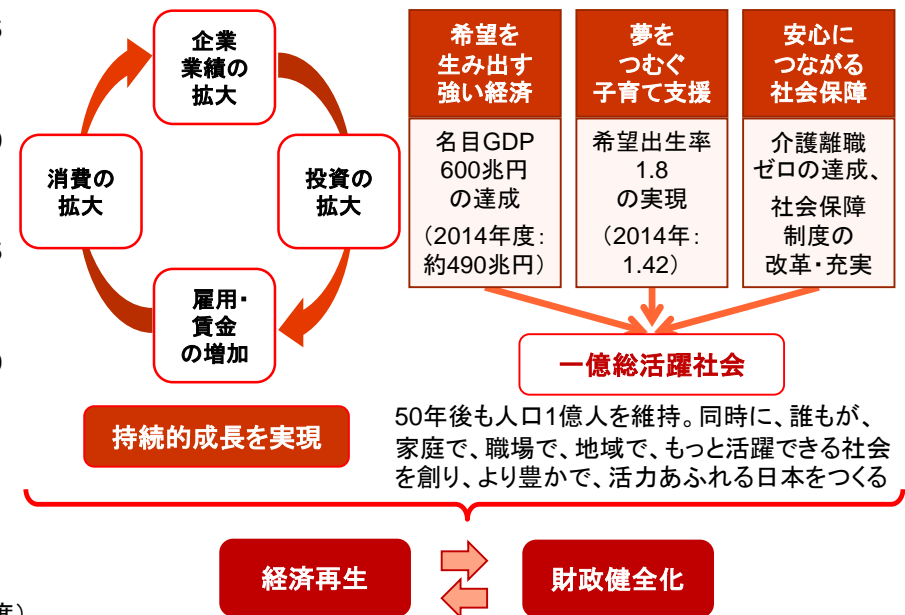 企業
業績の
拡大
消費の
拡大
投資の
拡大
雇用・
賃金
の増加
持続的成長を実現
希望を
生み出す
強い経済
名目GDP
600兆円
の達成
（2014年度：
約490兆円）
夢を
つむぐ
子育て支援
希望出生率
1.8
の実現
（2014年：
1.42）
安心に
つながる
社会保障
介護離職
ゼロの達成、
社会保障
制度の
改革・充実
一億総活躍社会
50年後も人口1億人を維持。同時に、誰もが、
家庭で、職場で、地域で、もっと活躍できる社会
を創り、より豊かで、活力あふれる日本をつくる
経済再生
財政健全化